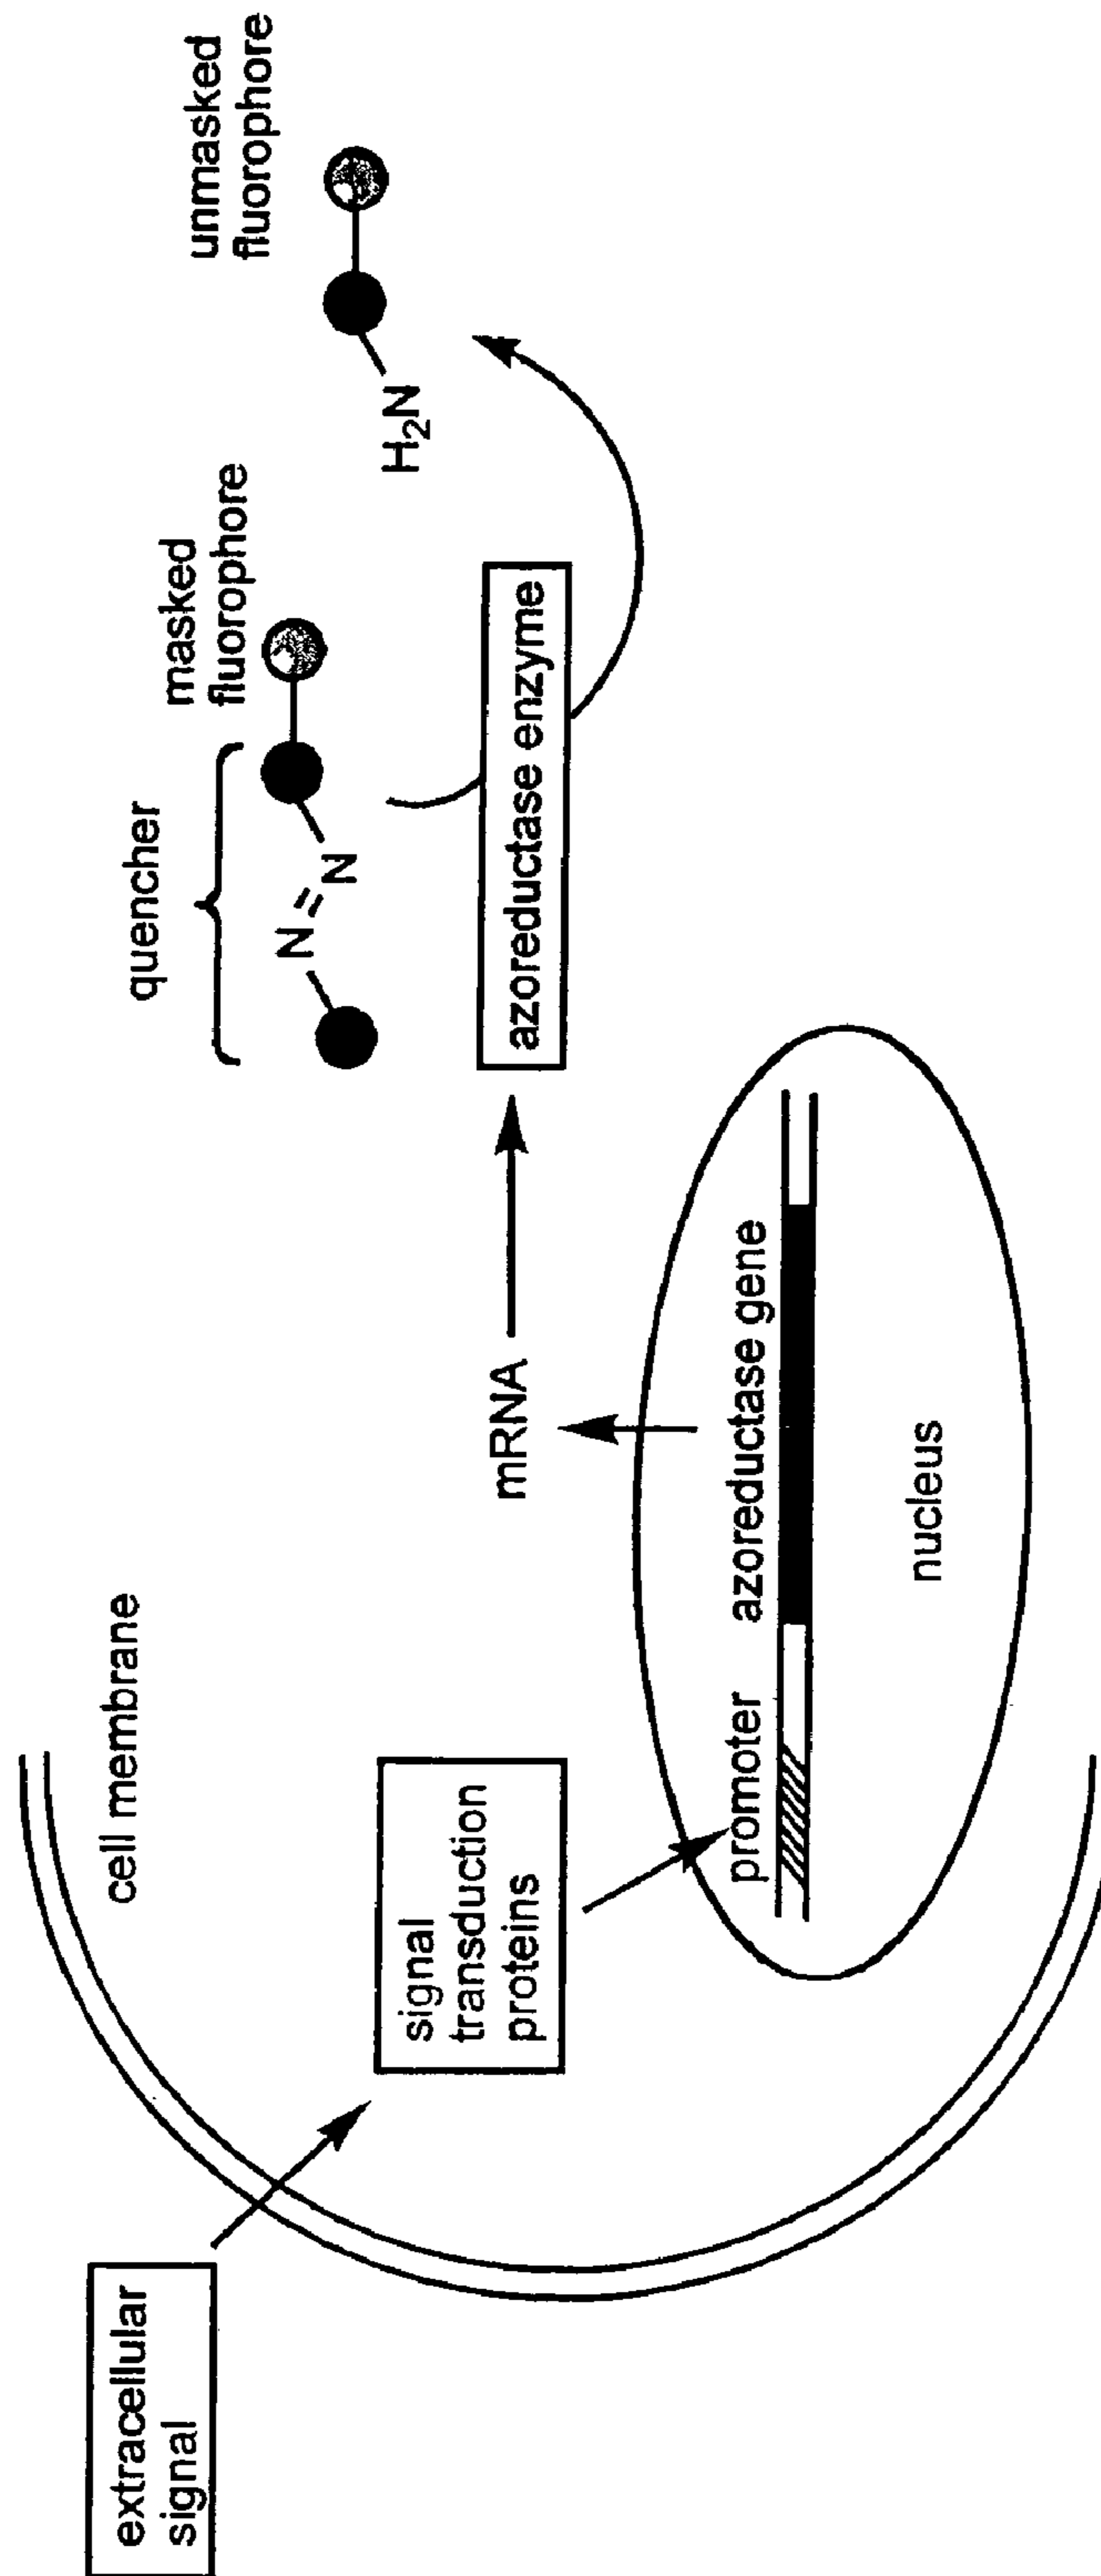 extracellular
signal
cell membrane
signal
transduction
proteins
promoter
azoreductase gene
nucleus
mRNA
azoreductase enzyme
quencher
masked
fluorophore
N=N
H₂N
unmasked
fluorophore